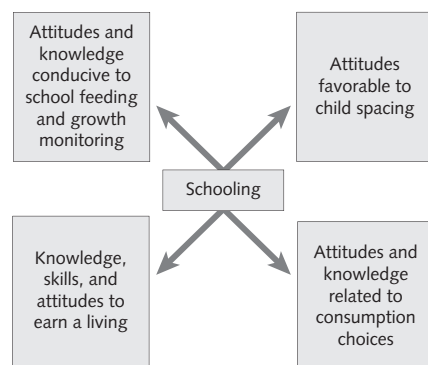 Attitudes and
knowledge
conducive to
school feeding
and growth
monitoring
Attitudes
favorable to
child spacing
Schooling
Knowledge,
skills, and
attitudes to
earn a living
Attitudes and
knowledge
related to
consumption
choices